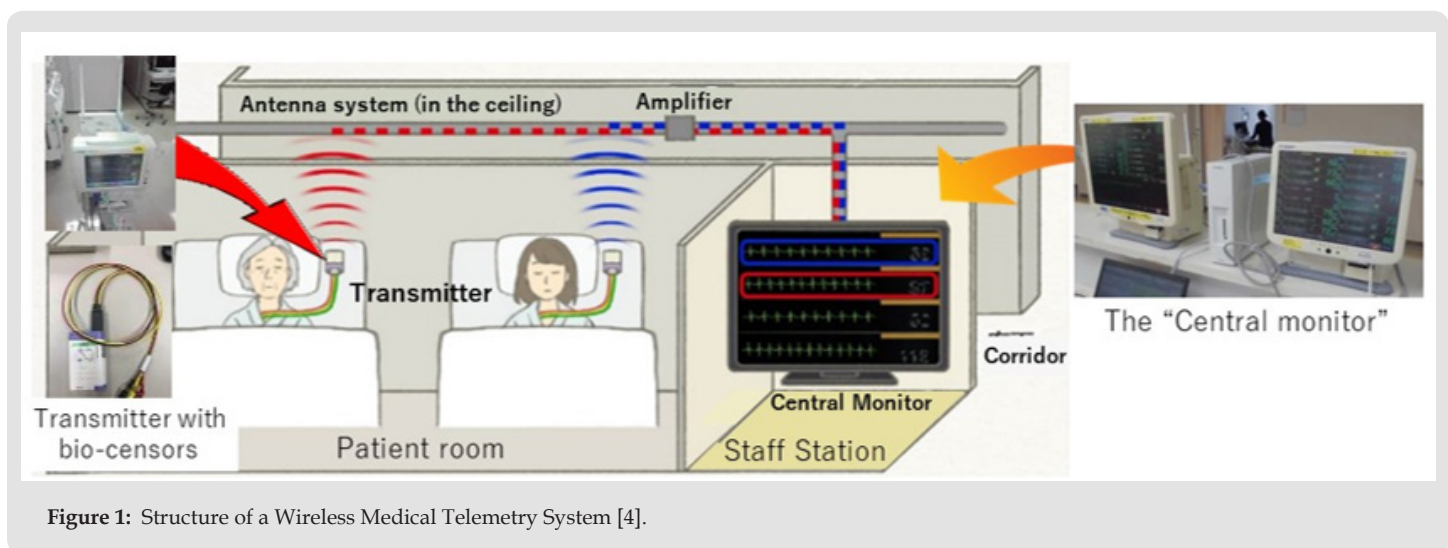 Antenna system (in the ceiling)
Amplifier
Transmitter
Corridor
Central Monitor
Transmitter with
bio-censors
Patient room
Staff Station
The “Central monitor”
Figure 1: Structure of a Wireless Medical Telemetry System [4].